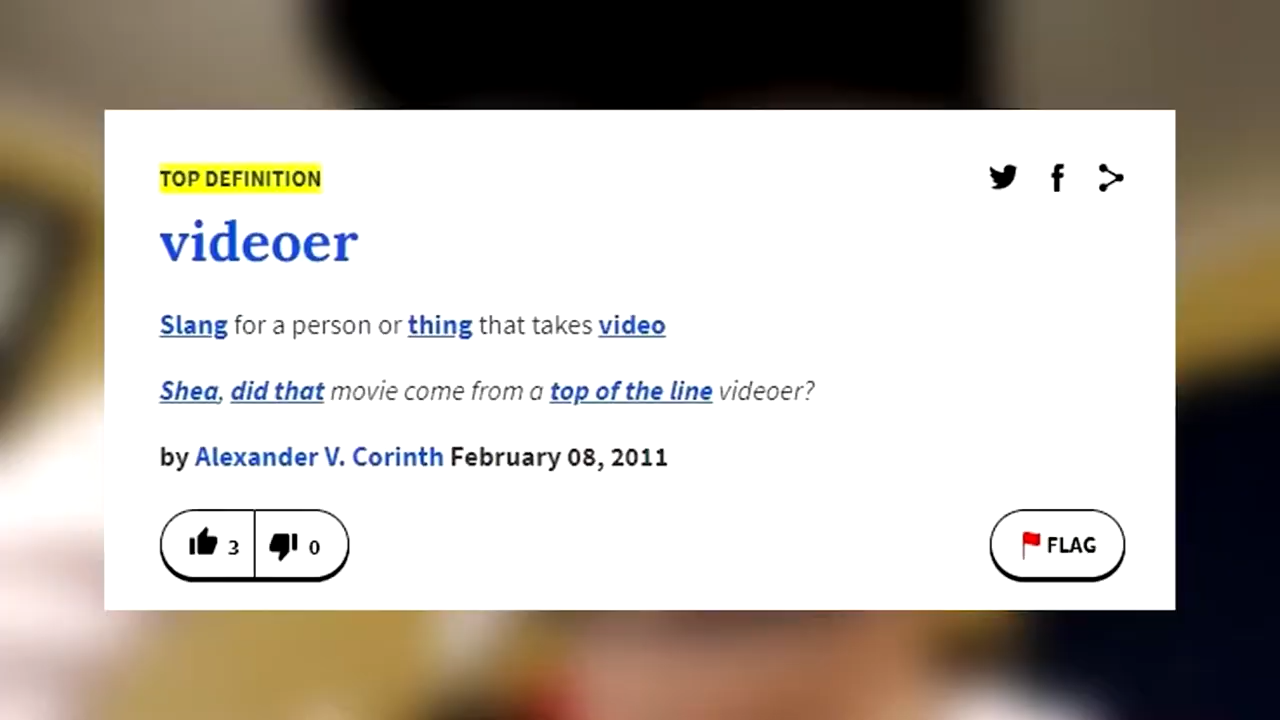 TOP DEFINITION
videoer
Slang for a person or thing that takes video
Shea, did that movie come from a top of the line videoer?
by Alexander V. Corinth February 08, 2011
3 0 FLAG